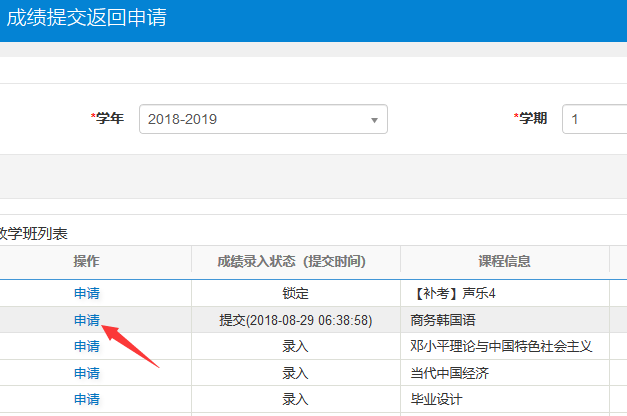 成绩提交返回申请
*学年 2018-2019 *学期 1
教学班列表
操作 成绩录入状态（提交时间） 课程信息
申请 锁定 【补考】声乐4
申请 提交(2018-08-29 06:38:58) 商务韩国语
申请 录入 邓小平理论与中国特色社会主义
申请 录入 当代中国经济
申请 录入 毕业设计